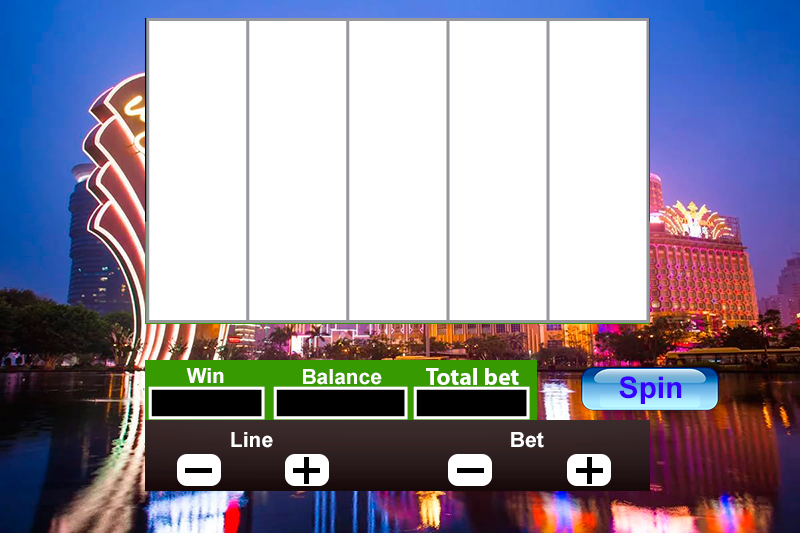 Win
Balance
Total bet
Spin
Line
Bet
− +
− +